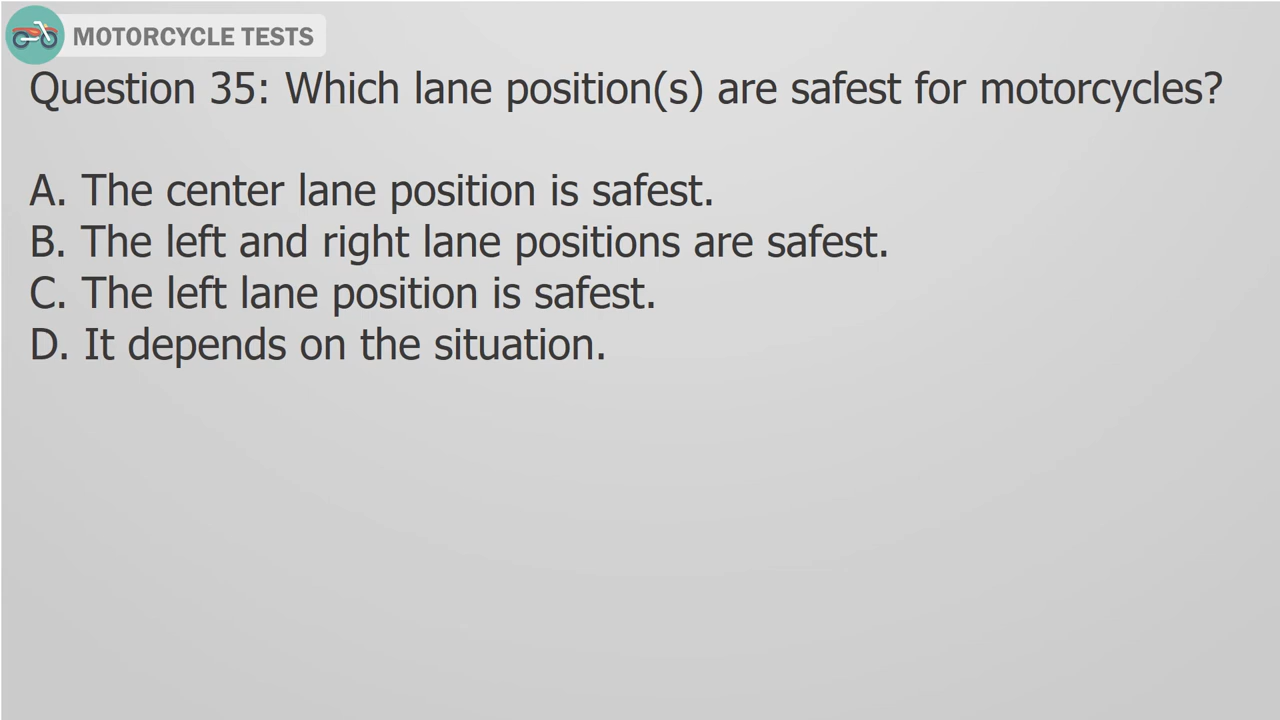 MOTORCYCLE TESTS
Question 35: Which lane position(s) are safest for motorcycles?
A. The center lane position is safest.
B. The left and right lane positions are safest.
C. The left lane position is safest.
D. It depends on the situation.